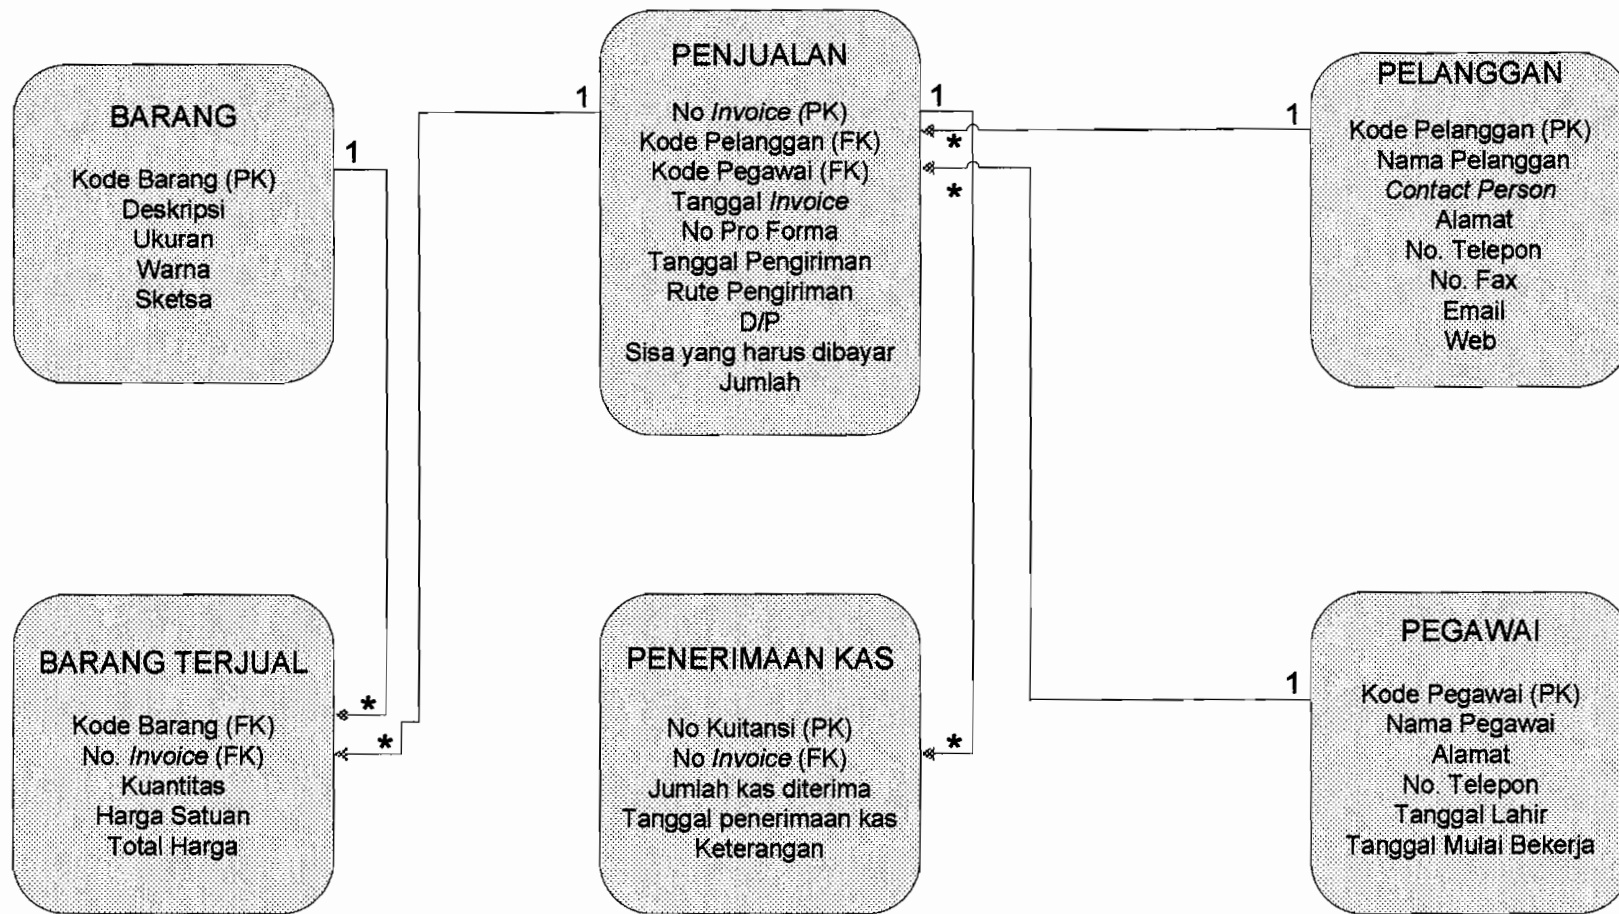 BARANG
Kode Barang (PK)
Deskripsi
Ukuran
Warna
Sketsa
1
PENJUALAN
No Invoice (PK)
Kode Pelanggan (FK)
Kode Pegawai (FK)
Tanggal Invoice
No Pro Forma
Tanggal Pengiriman
Rute Pengiriman
D/P
Sisa yang harus dibayar
Jumlah
1
1
*
*
PELANGGAN
Kode Pelanggan (PK)
Nama Pelanggan
Contact Person
Alamat
No. Telepon
No. Fax
Email
Web
1
BARANG TERJUAL
Kode Barang (FK)
No. Invoice (FK)
Kuantitas
Harga Satuan
Total Harga
*
*
PENERIMAAN KAS
No Kuitansi (PK)
No Invoice (FK)
Jumlah kas diterima
Tanggal penerimaan kas
Keterangan
*
PEGAWAI
Kode Pegawai (PK)
Nama Pegawai
Alamat
No. Telepon
Tanggal Lahir
Tanggal Mulai Bekerja
1